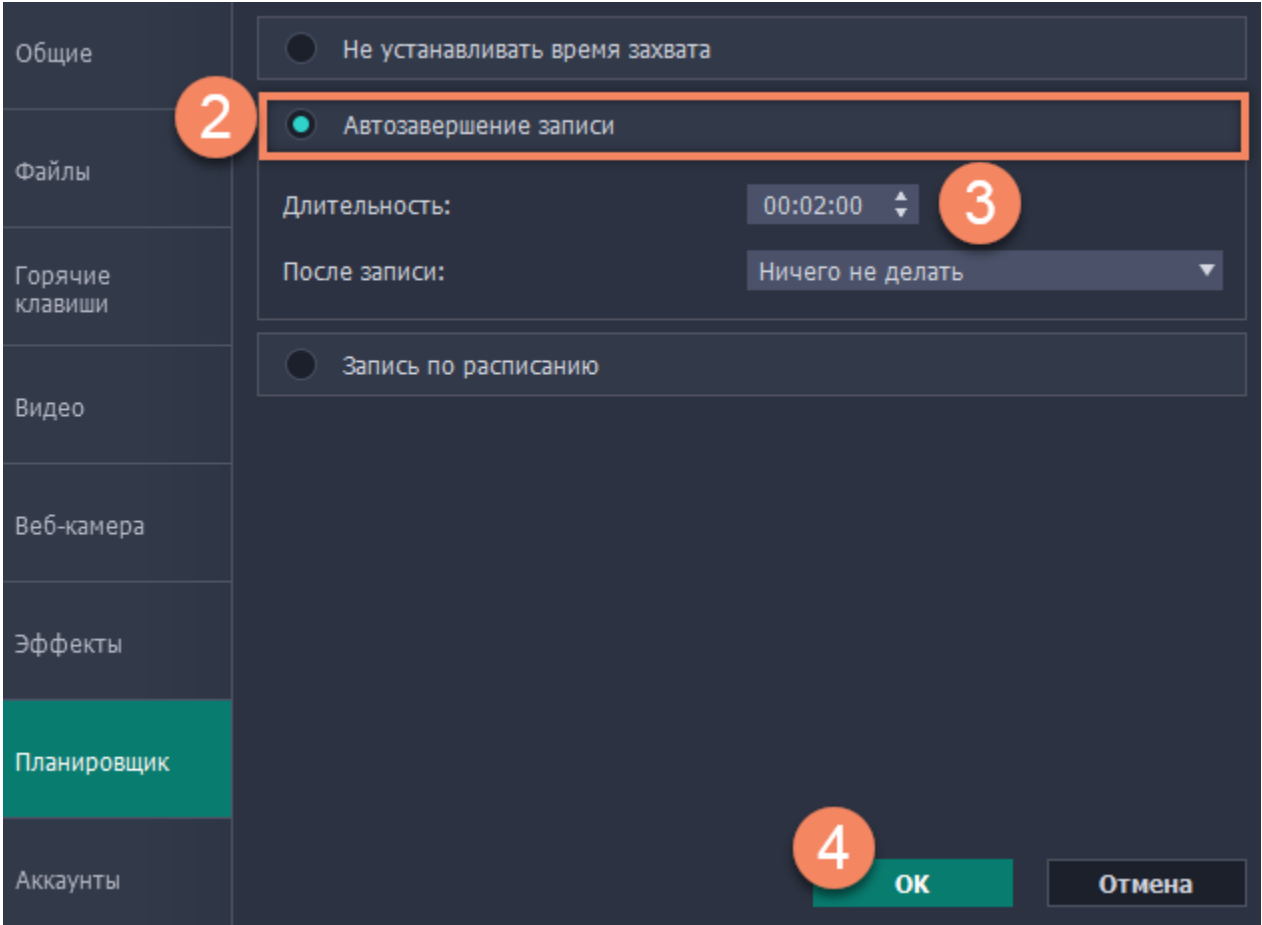 Общие
Файлы
Горячие
клавиши
Видео
Веб-камера
Эффекты
Планировщик
Аккаунты
Не устанавливать время захвата
2
Автозавершение записи
Длительность:
00:02:00
3
После записи:
Ничего не делать
Запись по расписанию
4
OK
Отмена